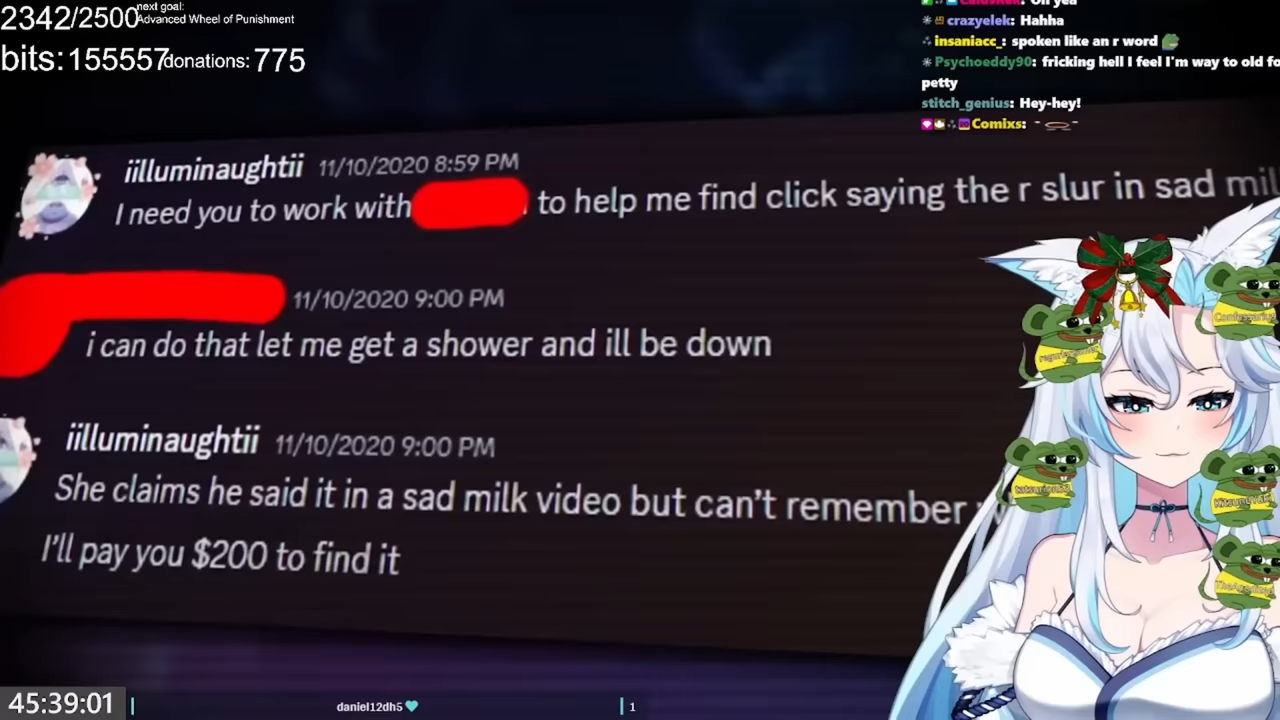 2342/2500
next goal:
Advanced Wheel of Punishment
bits:155557
donations: 775
crazyelek: Hahha
insaniacc_: spoken like an r word
Psychoeddy90: fricking hell I feel I'm way to old fo
petty
stitch_genius: Hey-hey!
Comixs:
iilluminaughtii 11/10/2020 8:59 PM
I need you to work with to help me find click saying the r slur in sad mil
11/10/2020 9:00 PM
i can do that let me get a shower and ill be down
iilluminaughtii 11/10/2020 9:00 PM
She claims he said it in a sad milk video but can't remember
I'll pay you $200 to find it
45:39:01
daniel12dh5
1